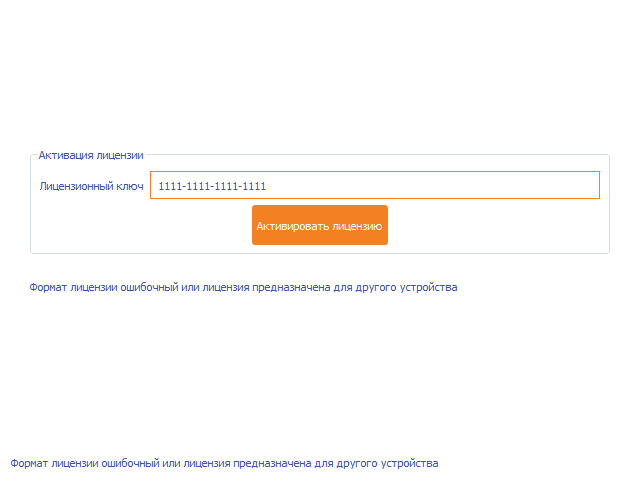 Активация лицензии
Лицензионный ключ 1111-1111-1111-1111
Активировать лицензию
Формат лицензии ошибочный или лицензия предназначена для другого устройства
Формат лицензии ошибочный или лицензия предназначена для другого устройства